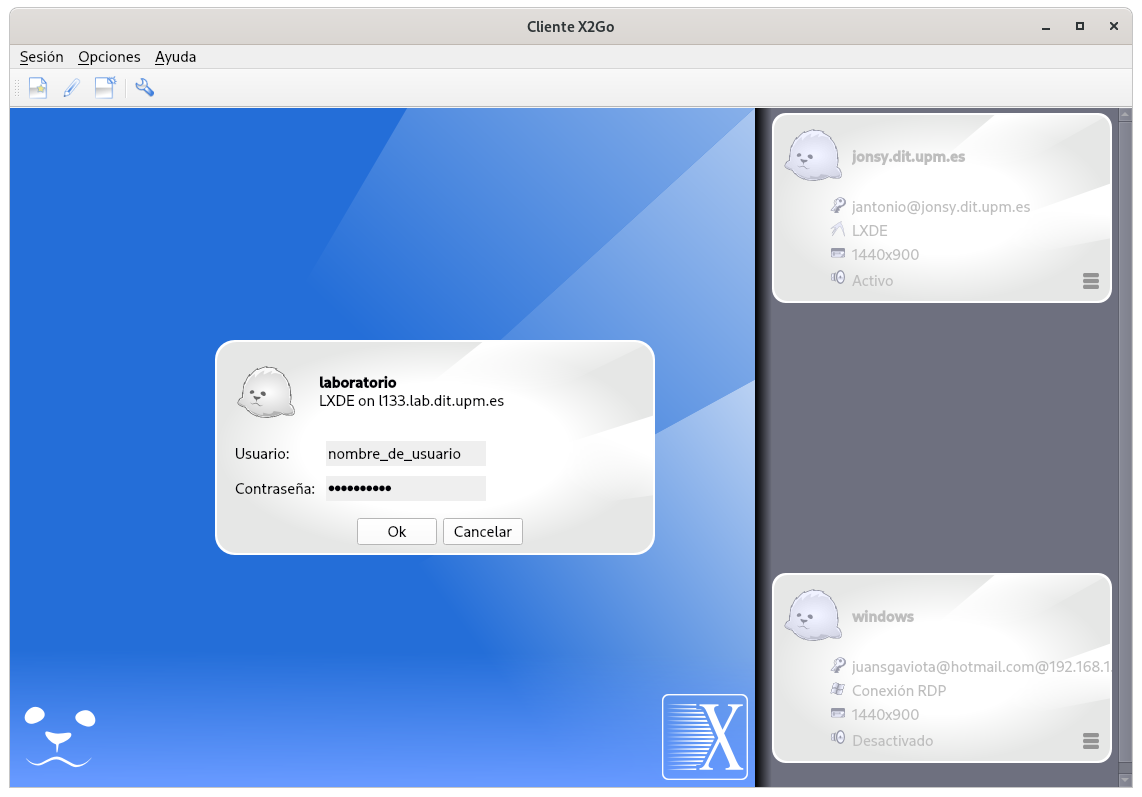 Cliente X2Go
Sesión Opciones Ayuda
laboratorio
LXDE on l133.lab.dit.upm.es
Usuario: nombre_de_usuario
Contraseña: ••••••••••
Ok Cancelar
X
jonsy.dit.upm.es
jantonio@jonsy.dit.upm.es
LXDE
1440x900
Activo
windows
juansgaviota@hotmail.com@192.168.1.
Conexión RDP
1440x900
Desactivado